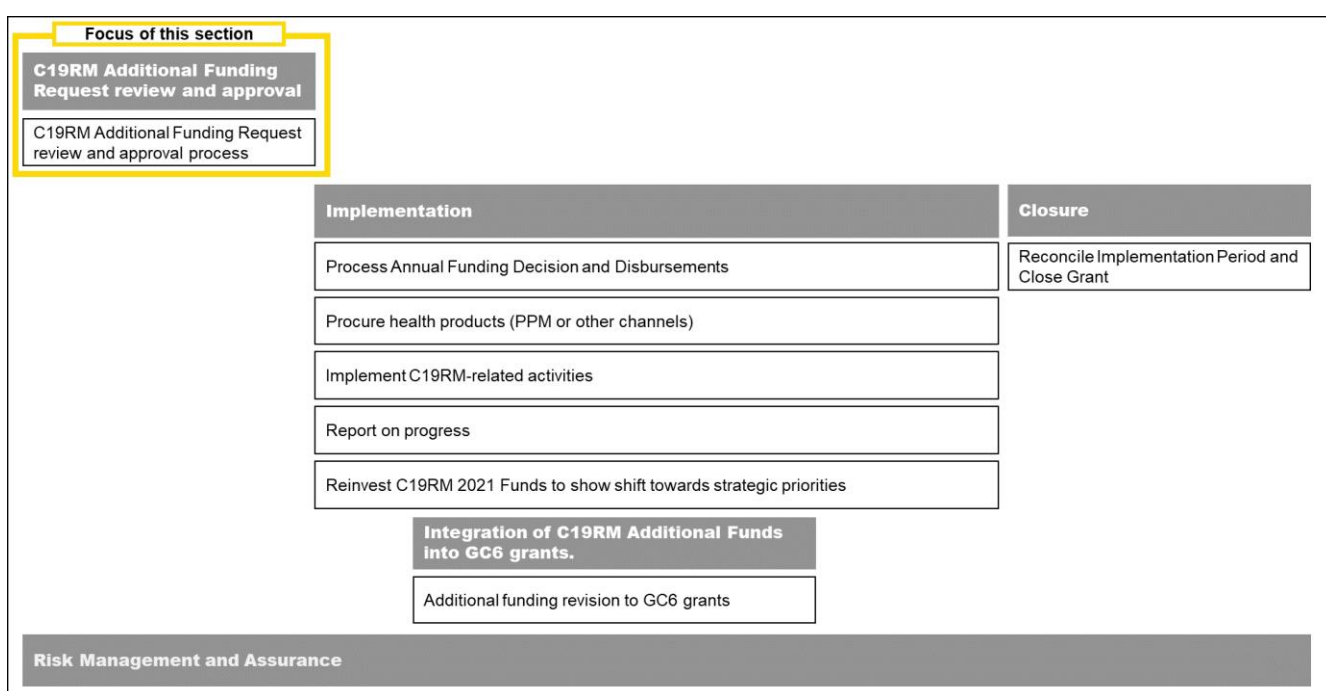 Focus of this section
C19RM Additional Funding
Request review and approval
C19RM Additional Funding Request
review and approval process
Implementation
Closure
Process Annual Funding Decision and Disbursements
Reconcile Implementation Period and
Close Grant
Procure health products (PPM or other channels)
Implement C19RM-related activities
Report on progress
Reinvest C19RM 2021 Funds to show shift towards strategic priorities
Integration of C19RM Additional Funds
into GC6 grants.
Additional funding revision to GC6 grants
Risk Management and Assurance